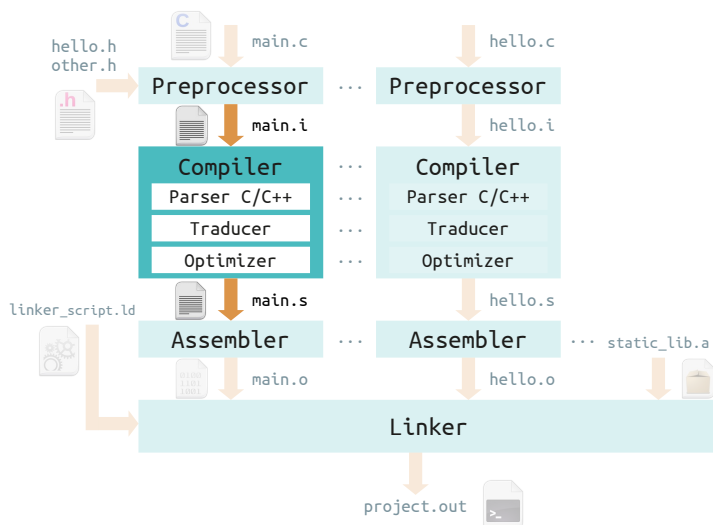 C
main.c
hello.c
hello.h
other.h
.h
Preprocessor ... Preprocessor
main.i
hello.i
Compiler ... Compiler
Parser C/C++ ... Parser C/C++
Traducer ... Traducer
Optimizer ... Optimizer
main.s
hello.s
linker_script.ld
Assembler ... Assembler ... static_lib.a
main.o
hello.o
Linker
project.out
>_